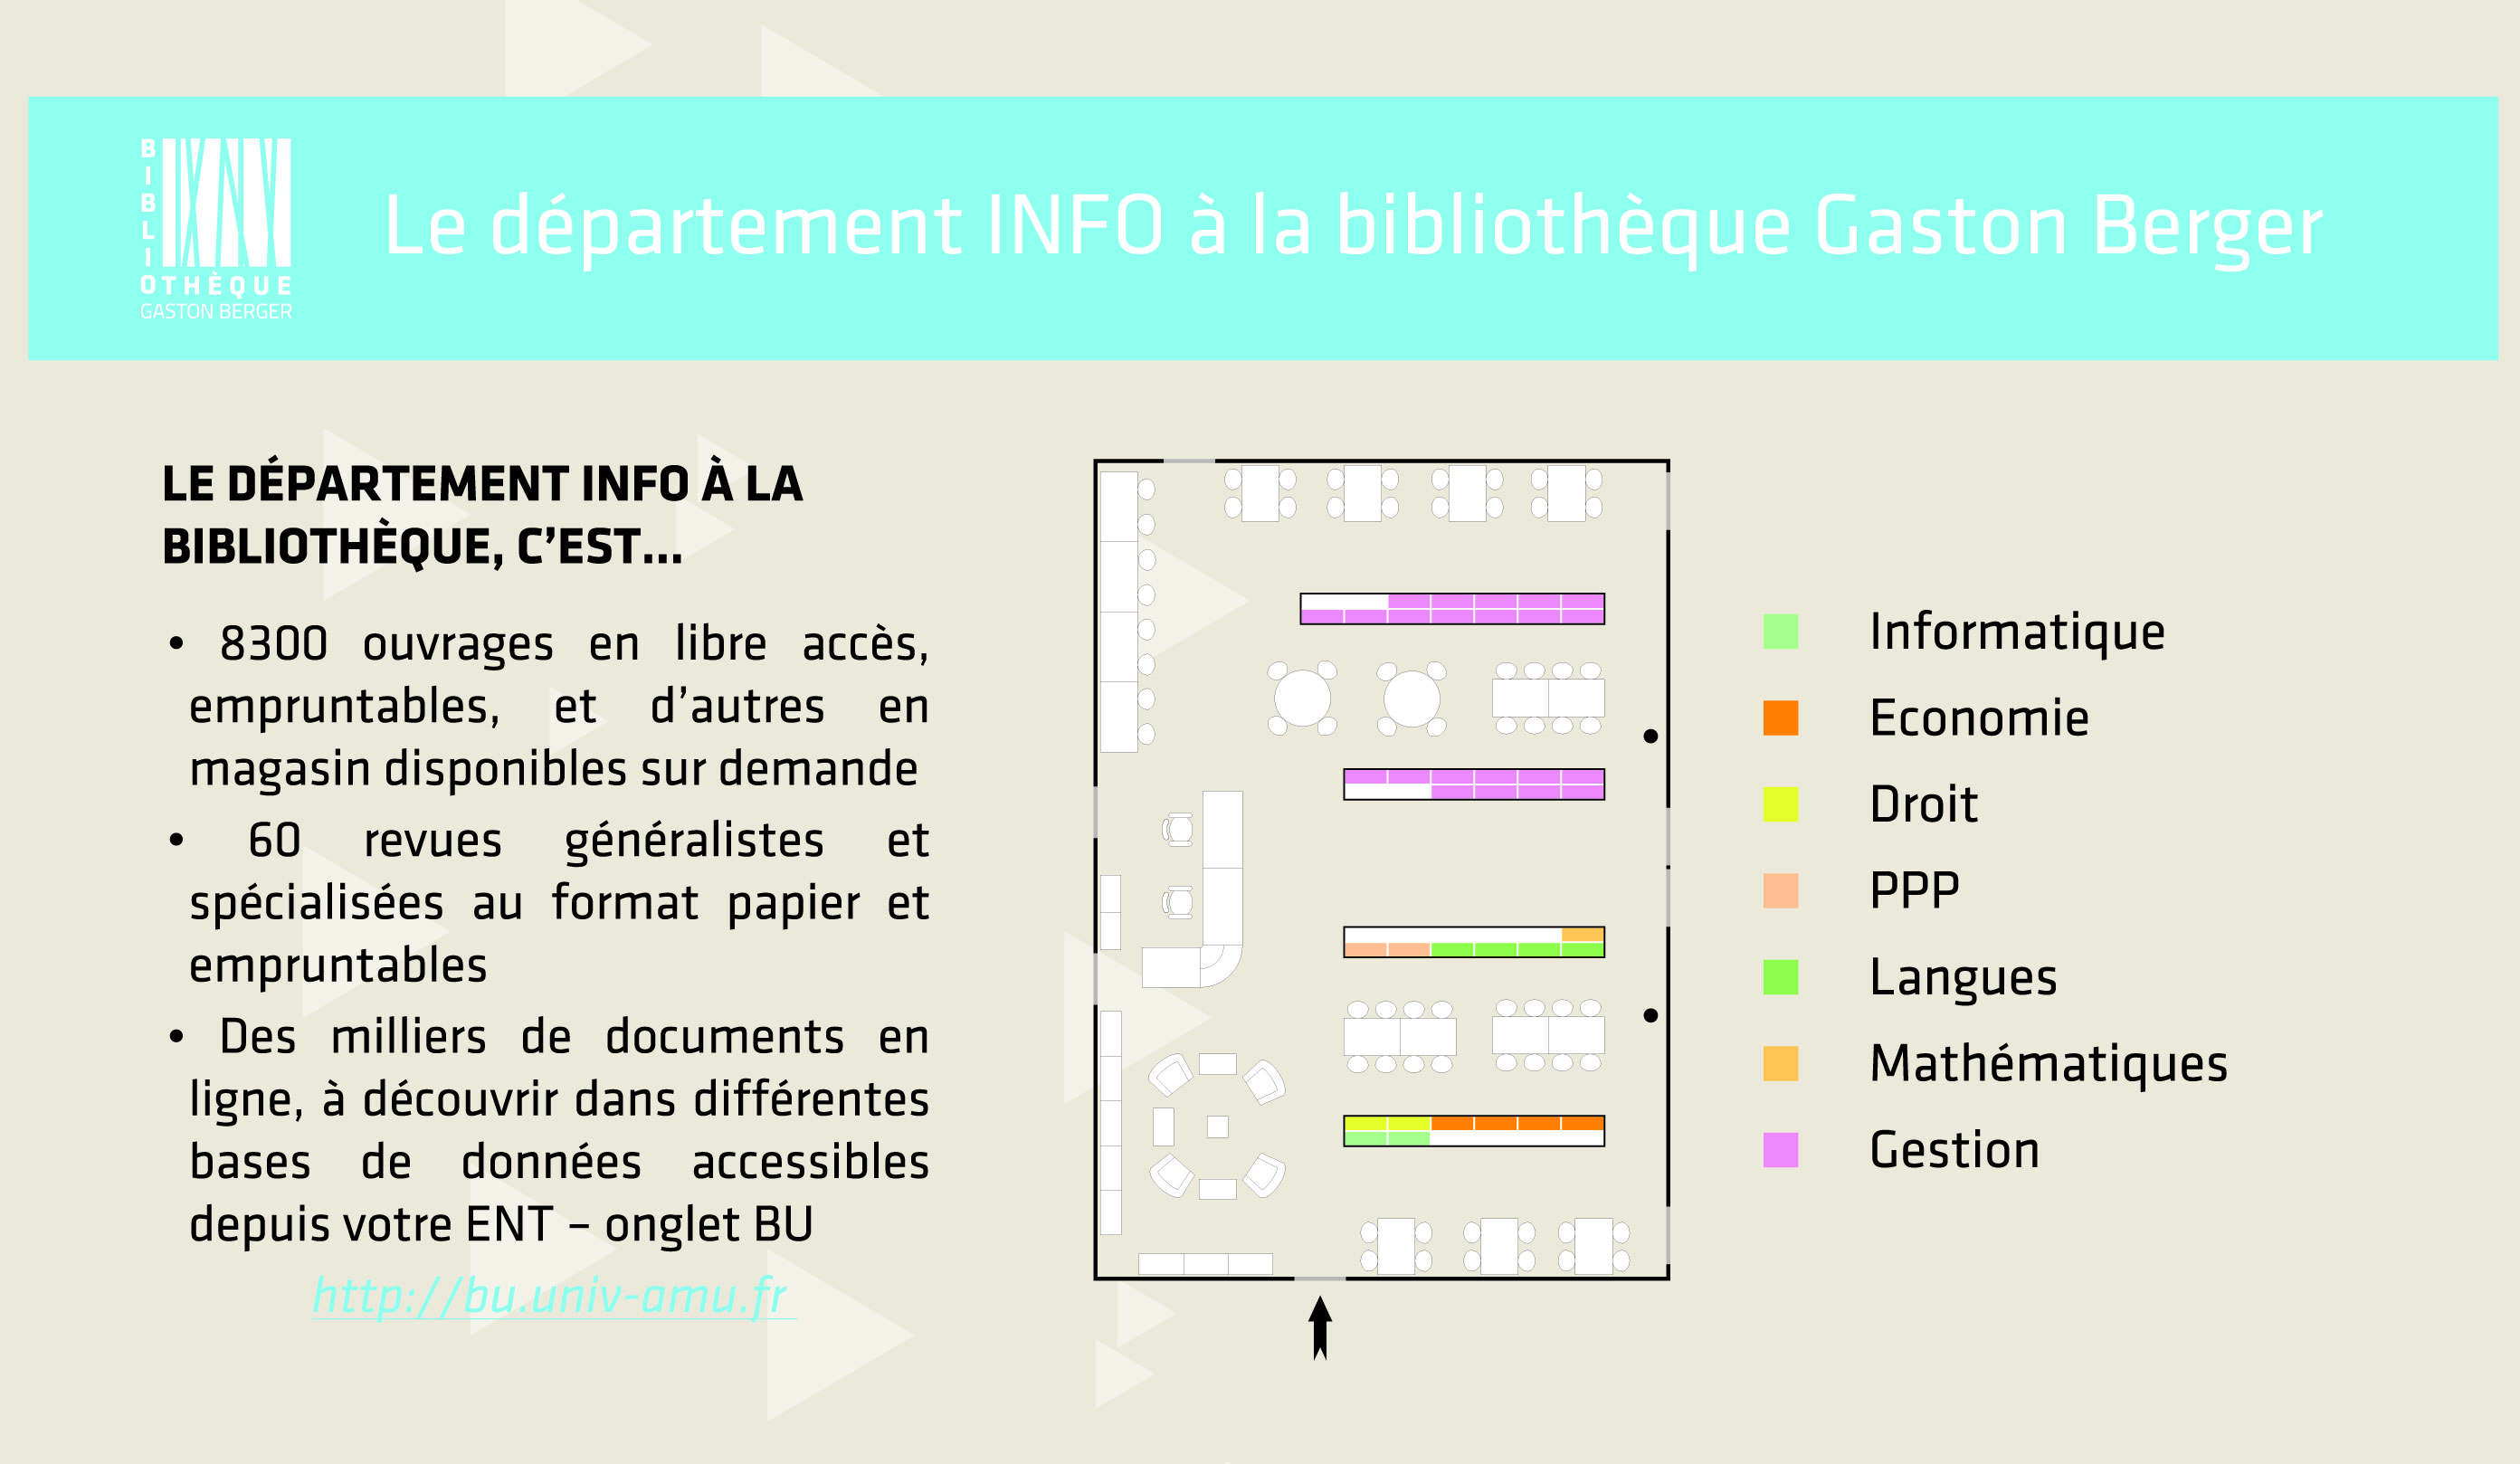 BIBLIOTHÈQUE
GASTON BERGER
Le département INFO à la bibliothèque Gaston Berger
LE DÉPARTEMENT INFO À LA
BIBLIOTHÈQUE, C’EST...
• 8300 ouvrages en libre accès,
empruntables, et d’autres en
magasin disponibles sur demande
• 60 revues généralistes et
spécialisées au format papier et
empruntables
• Des milliers de documents en
ligne, à découvrir dans différentes
bases de données accessibles
depuis votre ENT – onglet BU
http://bu.univ-amu.fr
Informatique
Economie
Droit
PPP
Langues
Mathématiques
Gestion